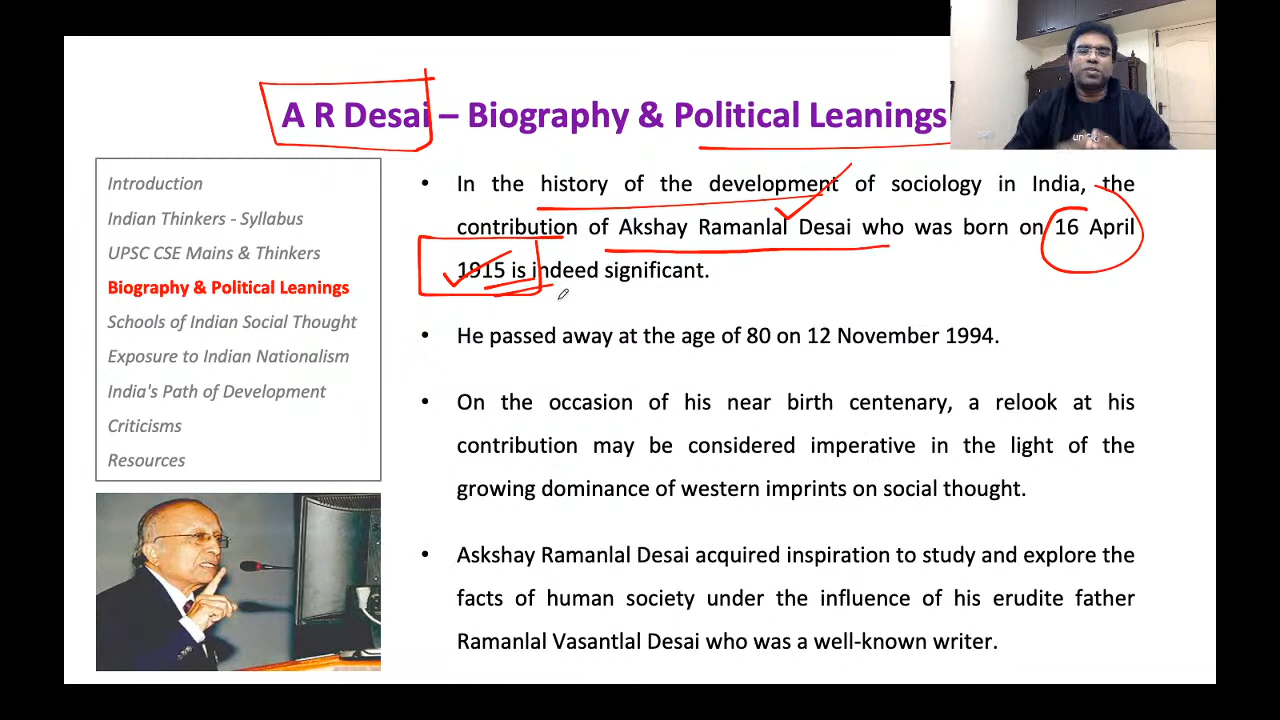 A R Desai – Biography & Political Leanings
Introduction
Indian Thinkers - Syllabus
UPSC CSE Mains & Thinkers
Biography & Political Leanings
Schools of Indian Social Thought
Exposure to Indian Nationalism
India's Path of Development
Criticisms
Resources
• In the history of the development of sociology in India, the
contribution of Akshay Ramanlal Desai who was born on 16 April
1915 is indeed significant.
• He passed away at the age of 80 on 12 November 1994.
• On the occasion of his near birth centenary, a relook at his
contribution may be considered imperative in the light of the
growing dominance of western imprints on social thought.
• Askshay Ramanlal Desai acquired inspiration to study and explore the
facts of human society under the influence of his erudite father
Ramanlal Vasantlal Desai who was a well-known writer.